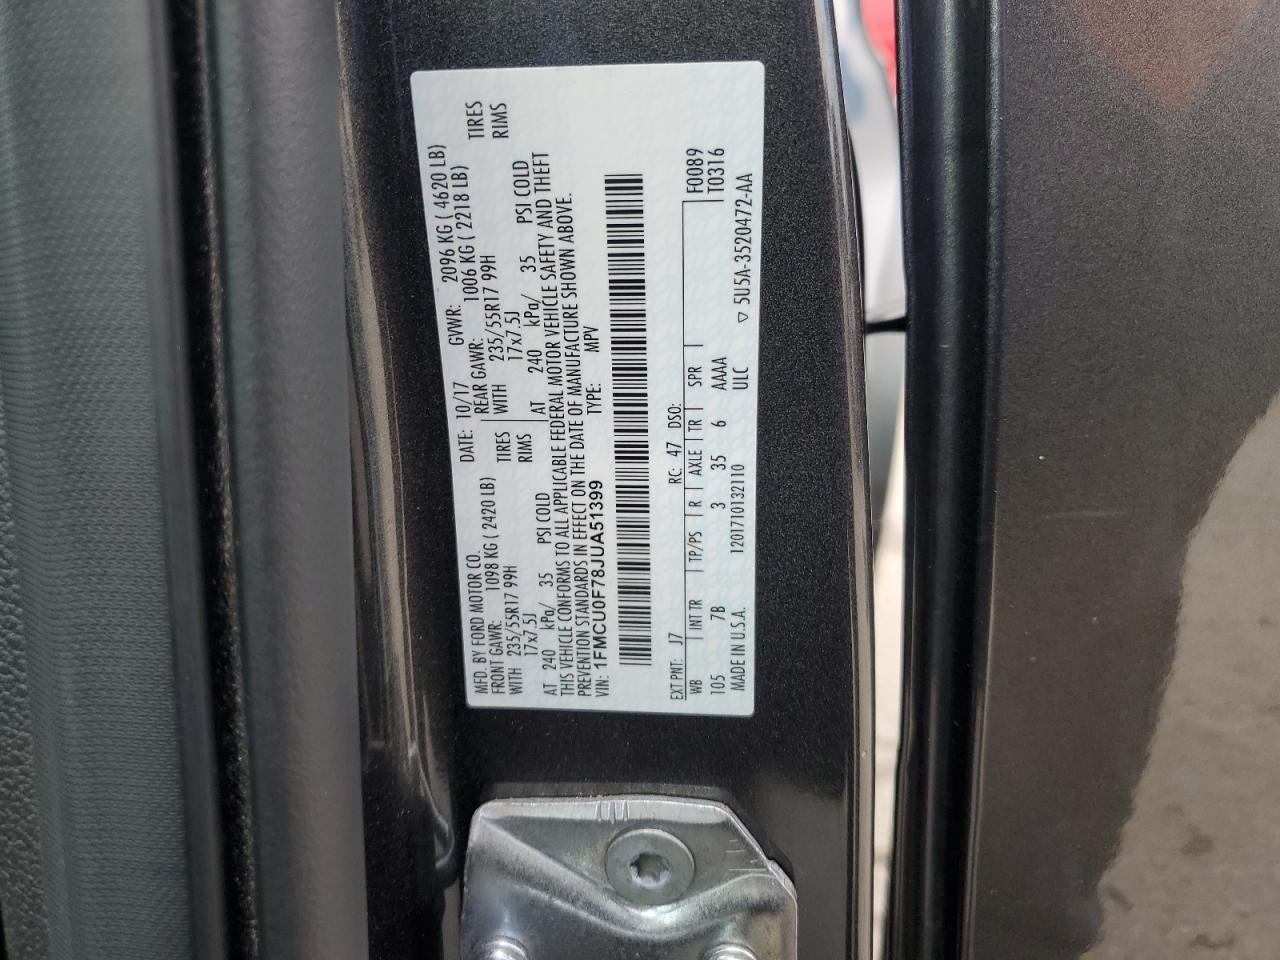 MFD. BY FORD MOTOR CO. DATE: 10/17 GVWR: 2096 KG ( 4620 LB)
FRONT GAWR: 1098 KG ( 2420 LB) REAR GAWR: 1006 KG ( 2218 LB)
WITH 235/55R17 99H TIRES WITH 235/55R17 99H TIRES
17x7.5J RIMS 17x7.5J RIMS
AT 240 kPa/ 35 PSI COLD AT 240 kPa/ 35 PSI COLD
THIS VEHICLE CONFORMS TO ALL APPLICABLE FEDERAL MOTOR VEHICLE SAFETY AND THEFT
PREVENTION STANDARDS IN EFFECT ON THE DATE OF MANUFACTURE SHOWN ABOVE.
VIN: 1FMCU0F78JUA51399 TYPE: MPV
EXT PNT: J7 RC: 47 DSO: F0089
WB INT TR TP/PS R AXLE TR SPR T0316
105 7B 3 35 6 AAAA
MADE IN U.S.A. 1201710132110 ULC ▽ 5U5A-3520472-AA